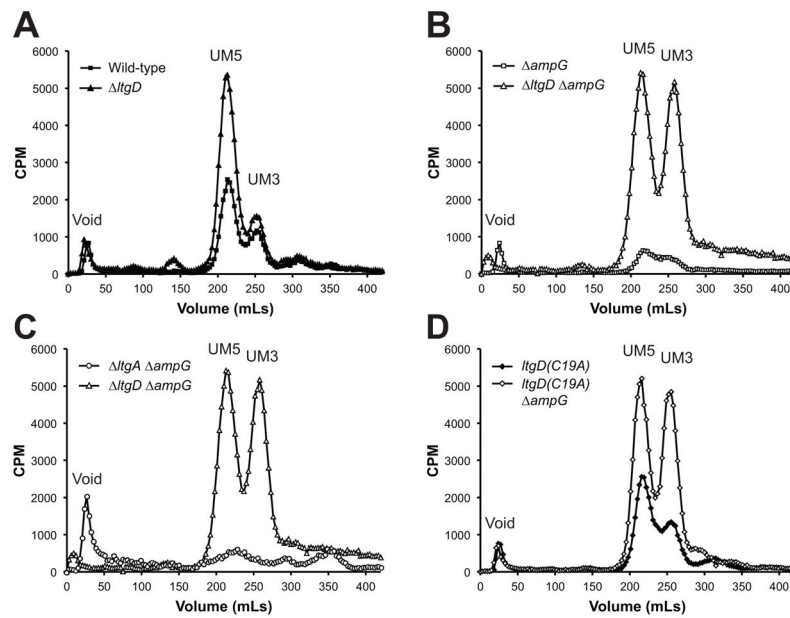 A
UM5
Wild-type
ΔltgD
UM3
Void
CPM
6000
5000
4000
3000
2000
1000
0
0 50 100 150 200 250 300 350 400
Volume (mLs)
B
UM5 UM3
ΔampG
ΔltgD ΔampG
Void
CPM
6000
5000
4000
3000
2000
1000
0
0 50 100 150 200 250 300 350 400
Volume (mLs)
C
UM5 UM3
ΔltgA ΔampG
ΔltgD ΔampG
Void
CPM
6000
5000
4000
3000
2000
1000
0
0 50 100 150 200 250 300 350 400
Volume (mLs)
D
UM5 UM3
ltgD(C19A)
ltgD(C19A)
ΔampG
Void
CPM
6000
5000
4000
3000
2000
1000
0
0 50 100 150 200 250 300 350 400
Volume (mLs)